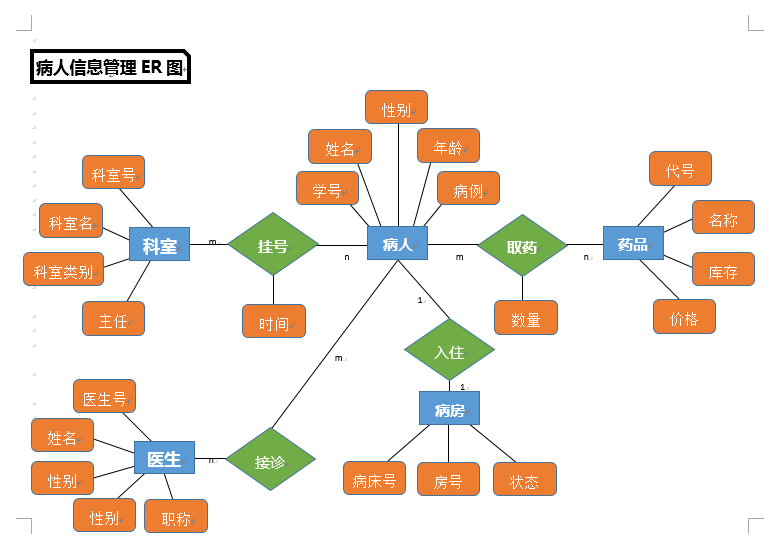 病人信息管理 ER 图
性别
姓名
年龄
学号
病例
科室号
科室名
科室类别
主任
科室
m
挂号
n
时间
病人
m
取药
n
数量
药品
代号
名称
库存
价格
1
入住
1
病房
病床号
房号
状态
m
接诊
n
医生
医生号
姓名
性别
性别
职称